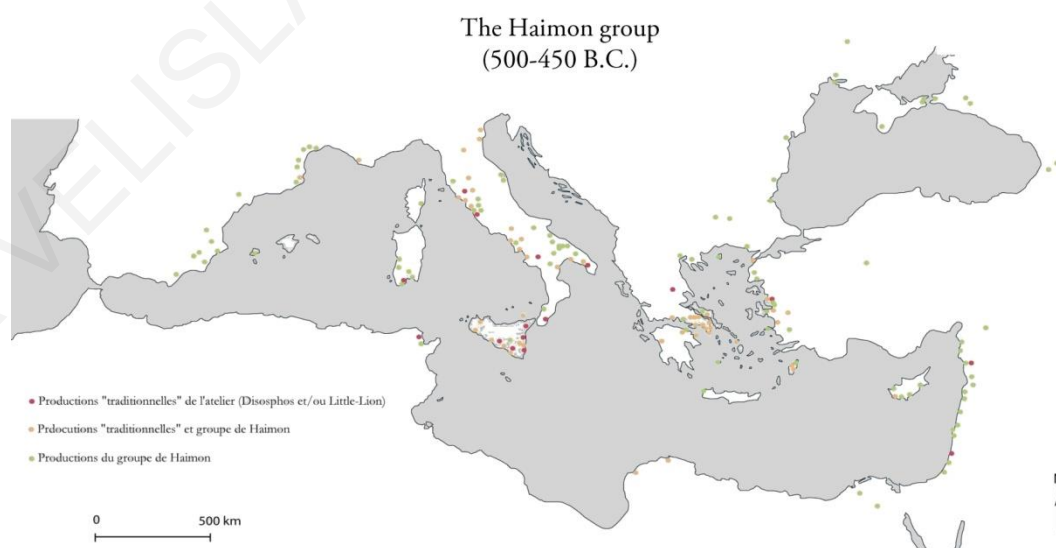 The Haimon group
(500-450 B.C.)
Productions "traditionnelles" de l'atelier (Disosphos et/ou Little-Lion)
Prdocutions "traditionnelles" et groupe de Haimon
Productions du groupe de Haimon
0 500 km